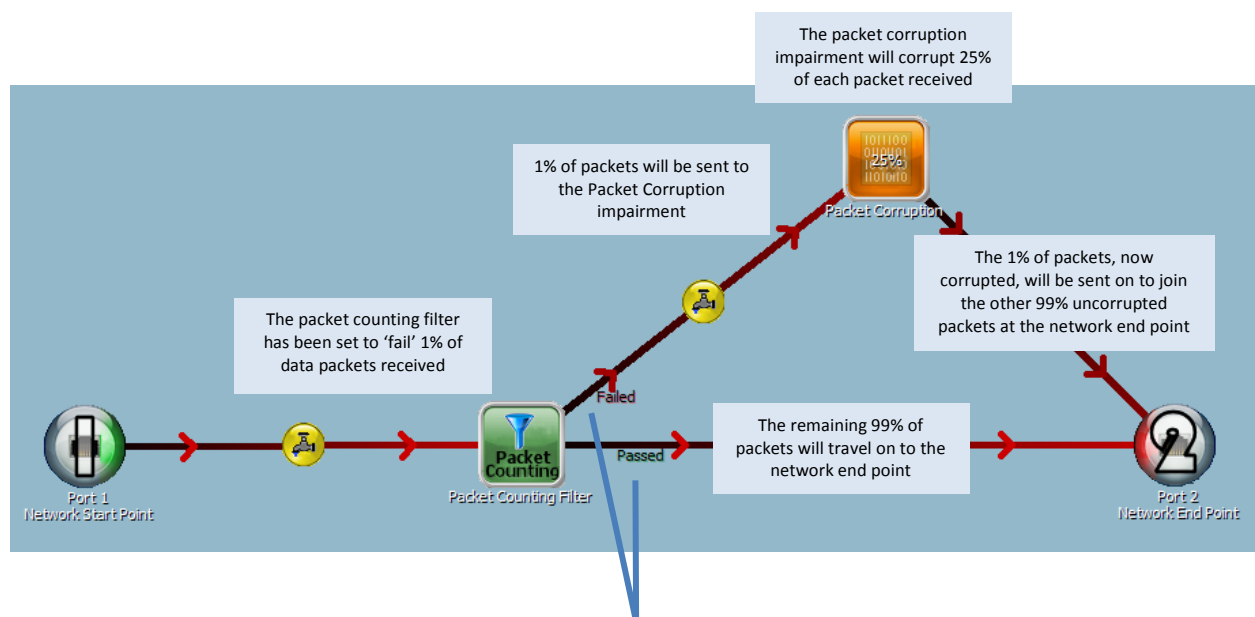 The packet corruption
impairment will corrupt 25%
of each packet received
1% of packets will be sent to
the Packet Corruption
impairment
25%
Packet Corruption
The 1% of packets, now
corrupted, will be sent on to join
the other 99% uncorrupted
packets at the network end point
The packet counting filter
has been set to ‘fail’ 1% of
data packets received
Failed
Passed
The remaining 99% of
packets will travel on to the
network end point
1
Port 1
Network Start Point
Packet
Counting
Packet Counting Filter
2
Port 2
Network End Point